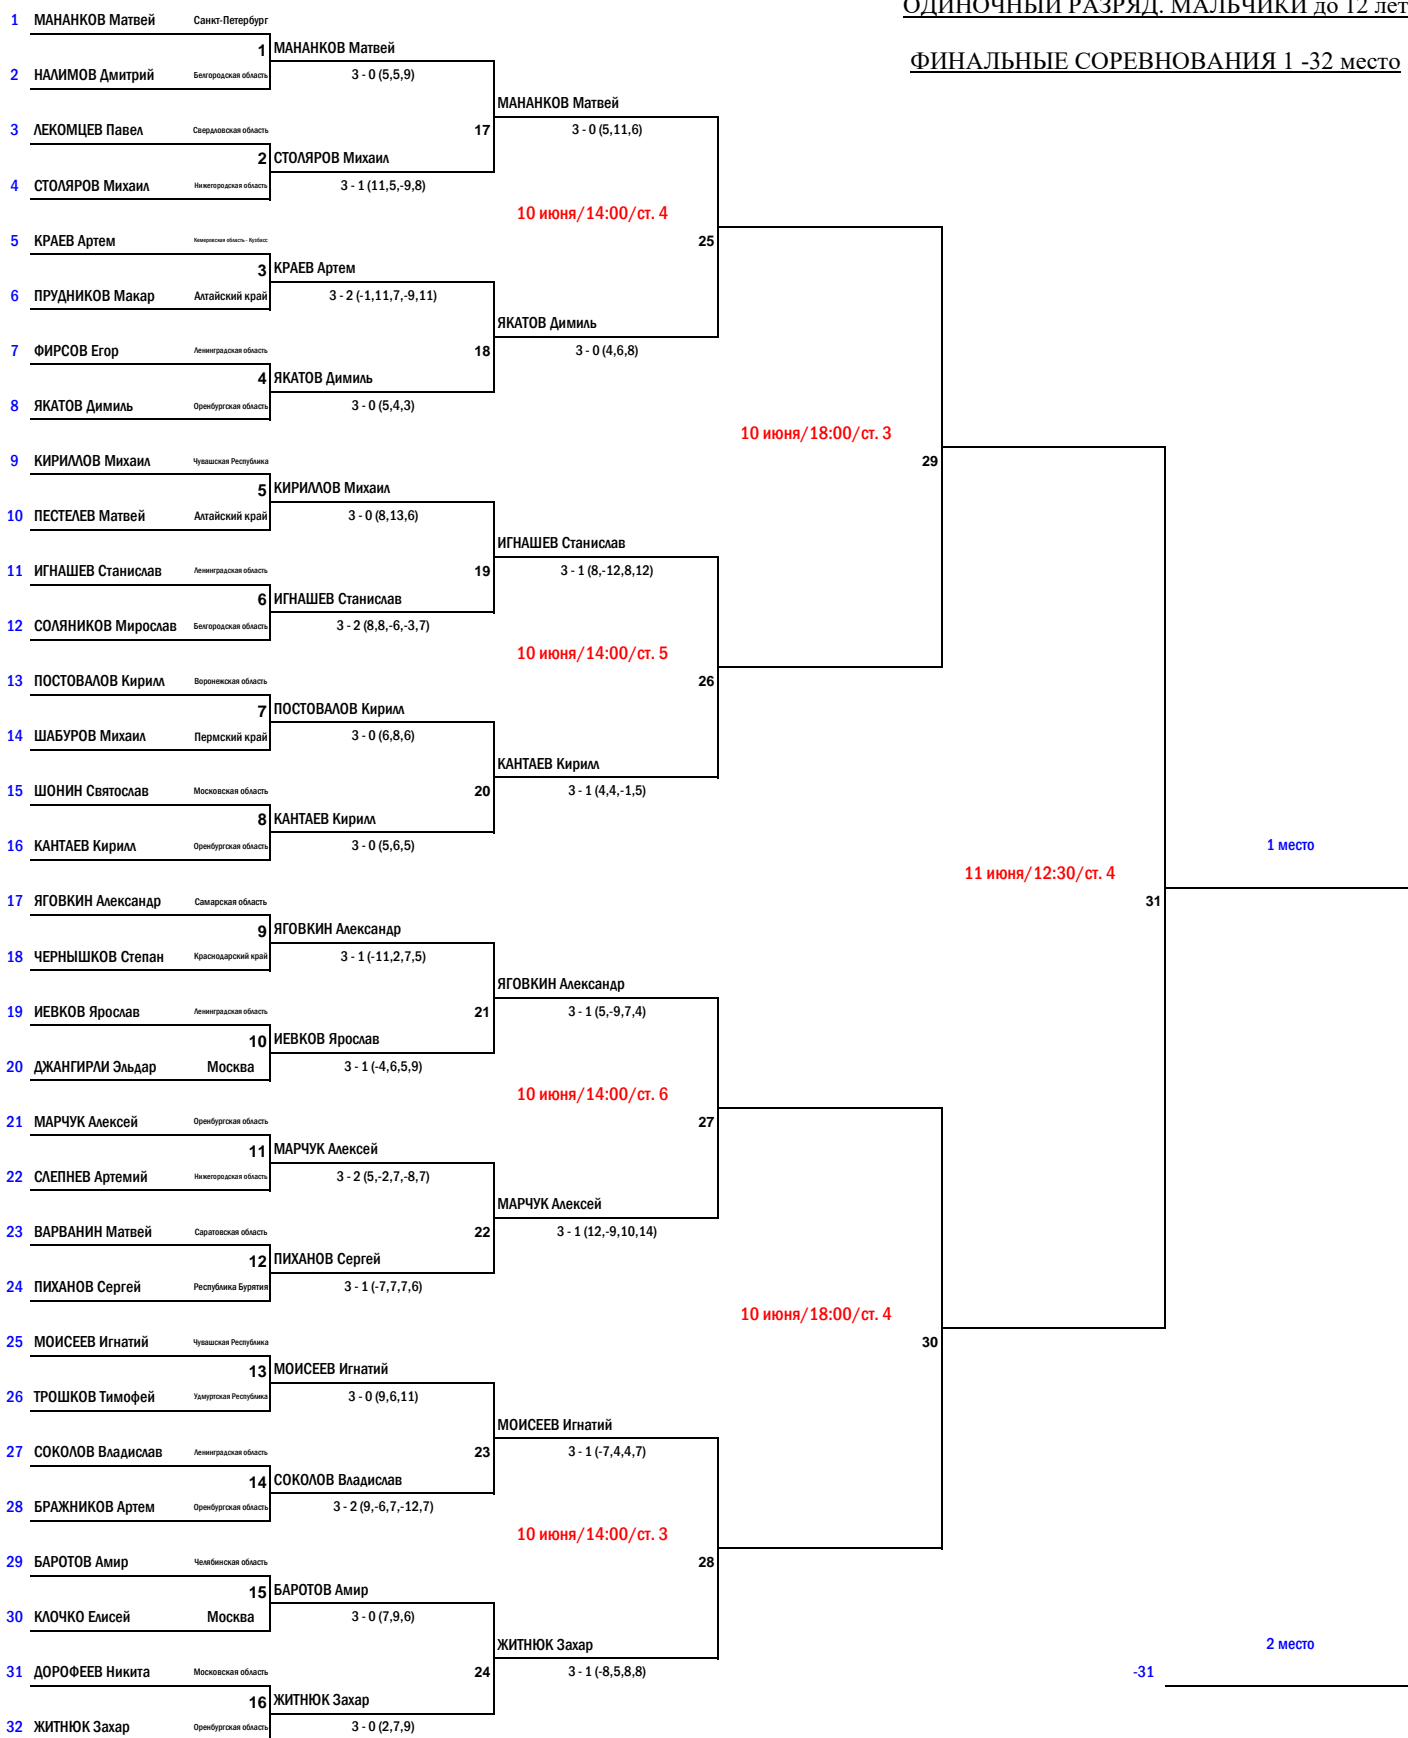 ОДИНОЧНЫЙ РАЗРЯД. МАЛЬЧИКИ до 12 лет
1 МАНАНКОВ Матвей Санкт-Петербург
1 МАНАНКОВ Матвей
ФИНАЛЬНЫЕ СОРЕВНОВАНИЯ 1 -32 место
2 НАЛИМОВ Дмитрий Белгородская область 3 - 0 (5,5,9)
МАНАНКОВ Матвей
3 ЛЕКОМЦЕВ Павел Свердловская область 17 3 - 0 (5,11,6)
2 СТОЛЯРОВ Михаил
4 СТОЛЯРОВ Михаил Нижегородская область 3 - 1 (11,5,-9,8)
10 июня/14:00/ст. 4
5 КРАЕВ Артем Кемеровская область - Кузбасс 25
3 КРАЕВ Артем
6 ПРУДНИКОВ Макар Алтайский край 3 - 2 (-1,11,7,-9,11)
ЯКАТОВ Димиль
7 ФИРСОВ Егор Ленинградская область 18 3 - 0 (4,6,8)
4 ЯКАТОВ Димиль
8 ЯКАТОВ Димиль Оренбургская область 3 - 0 (5,4,3)
10 июня/18:00/ст. 3
9 КИРИЛЛОВ Михаил Чувашская Республика 29
5 КИРИЛЛОВ Михаил
10 ПЕСТЕЛЕВ Матвей Алтайский край 3 - 0 (8,13,6)
ИГНАШЕВ Станислав
11 ИГНАШЕВ Станислав Ленинградская область 19 3 - 1 (8,-12,8,12)
6 ИГНАШЕВ Станислав
12 СОЛЯНИКОВ Мирослав Белгородская область 3 - 2 (8,8,-6,-3,7)
10 июня/14:00/ст. 5
13 ПОСТОВАЛОВ Кирилл Воронежская область 26
7 ПОСТОВАЛОВ Кирилл
14 ШАБУРОВ Михаил Пермский край 3 - 0 (6,8,6)
КАНТАЕВ Кирилл
15 ШОНИН Святослав Московская область 20 3 - 1 (4,4,-1,5)
8 КАНТАЕВ Кирилл
16 КАНТАЕВ Кирилл Оренбургская область 3 - 0 (5,6,5) 1 место
11 июня/12:30/ст. 4
17 ЯГОВКИН Александр Самарская область 31
9 ЯГОВКИН Александр
18 ЧЕРНЫШКОВ Степан Краснодарский край 3 - 1 (-11,2,7,5)
ЯГОВКИН Александр
19 ИЕВКОВ Ярослав Ленинградская область 21 3 - 1 (5,-9,7,4)
10 ИЕВКОВ Ярослав
20 ДЖАНГИРЛИ Эльдар Москва 3 - 1 (-4,6,5,9)
10 июня/14:00/ст. 6
21 МАРЧУК Алексей Оренбургская область 27
11 МАРЧУК Алексей
22 СЛЕПНЕВ Артемий Нижегородская область 3 - 2 (5,-2,7,-8,7)
МАРЧУК Алексей
23 ВАРВАНИН Матвей Саратовская область 22 3 - 1 (12,-9,10,14)
12 ПИХАНОВ Сергей
24 ПИХАНОВ Сергей Республика Бурятия 3 - 1 (-7,7,7,6)
10 июня/18:00/ст. 4
25 МОИСЕЕВ Игнатий Чувашская Республика 30
13 МОИСЕЕВ Игнатий
26 ТРОШКОВ Тимофей Удмуртская Республика 3 - 0 (9,6,11)
МОИСЕЕВ Игнатий
27 СОКОЛОВ Владислав Ленинградская область 23 3 - 1 (-7,4,4,7)
14 СОКОЛОВ Владислав
28 БРАЖНИКОВ Артем Оренбургская область 3 - 2 (9,-6,7,-12,7)
10 июня/14:00/ст. 3
29 БАРОТОВ Амир Челябинская область 28
15 БАРОТОВ Амир
30 КЛОЧКО Елисей Москва 3 - 0 (7,9,6)
ЖИТНЮК Захар 2 место
31 ДОРОФЕЕВ Никита Московская область 24 3 - 1 (-8,5,8,8) -31
16 ЖИТНЮК Захар
32 ЖИТНЮК Захар Оренбургская область 3 - 0 (2,7,9)